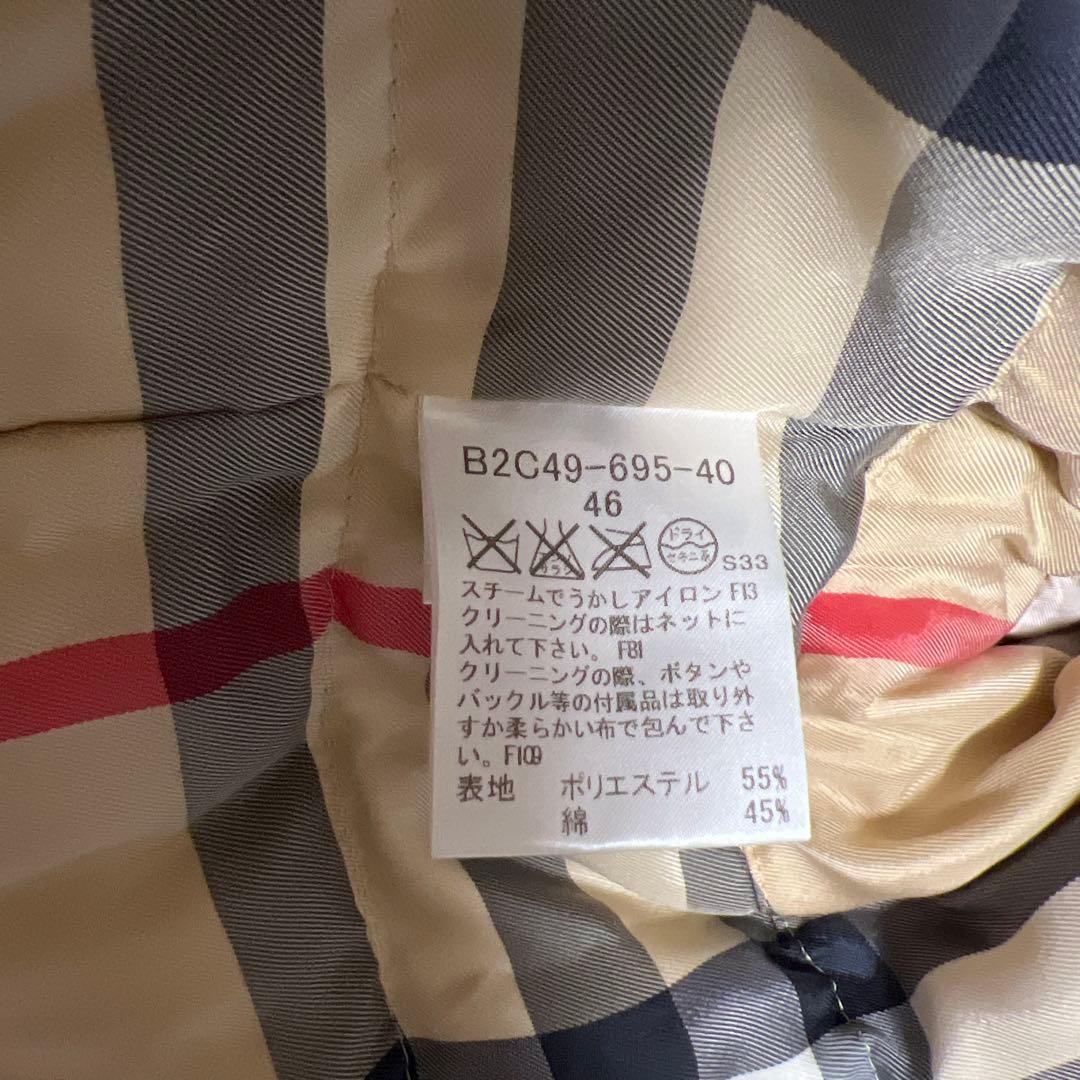 B2C49-695-40
46
ドライ
セキユ系
S33
スチームでうかしアイロン F13
クリーニングの際はネットに
入れて下さい。F81
クリーニングの際、ボタンや
バックル等の付属品は取り外
すか柔らかい布で包んで下さ
い。F109
表地 ポリエステル 55%
綿 45%